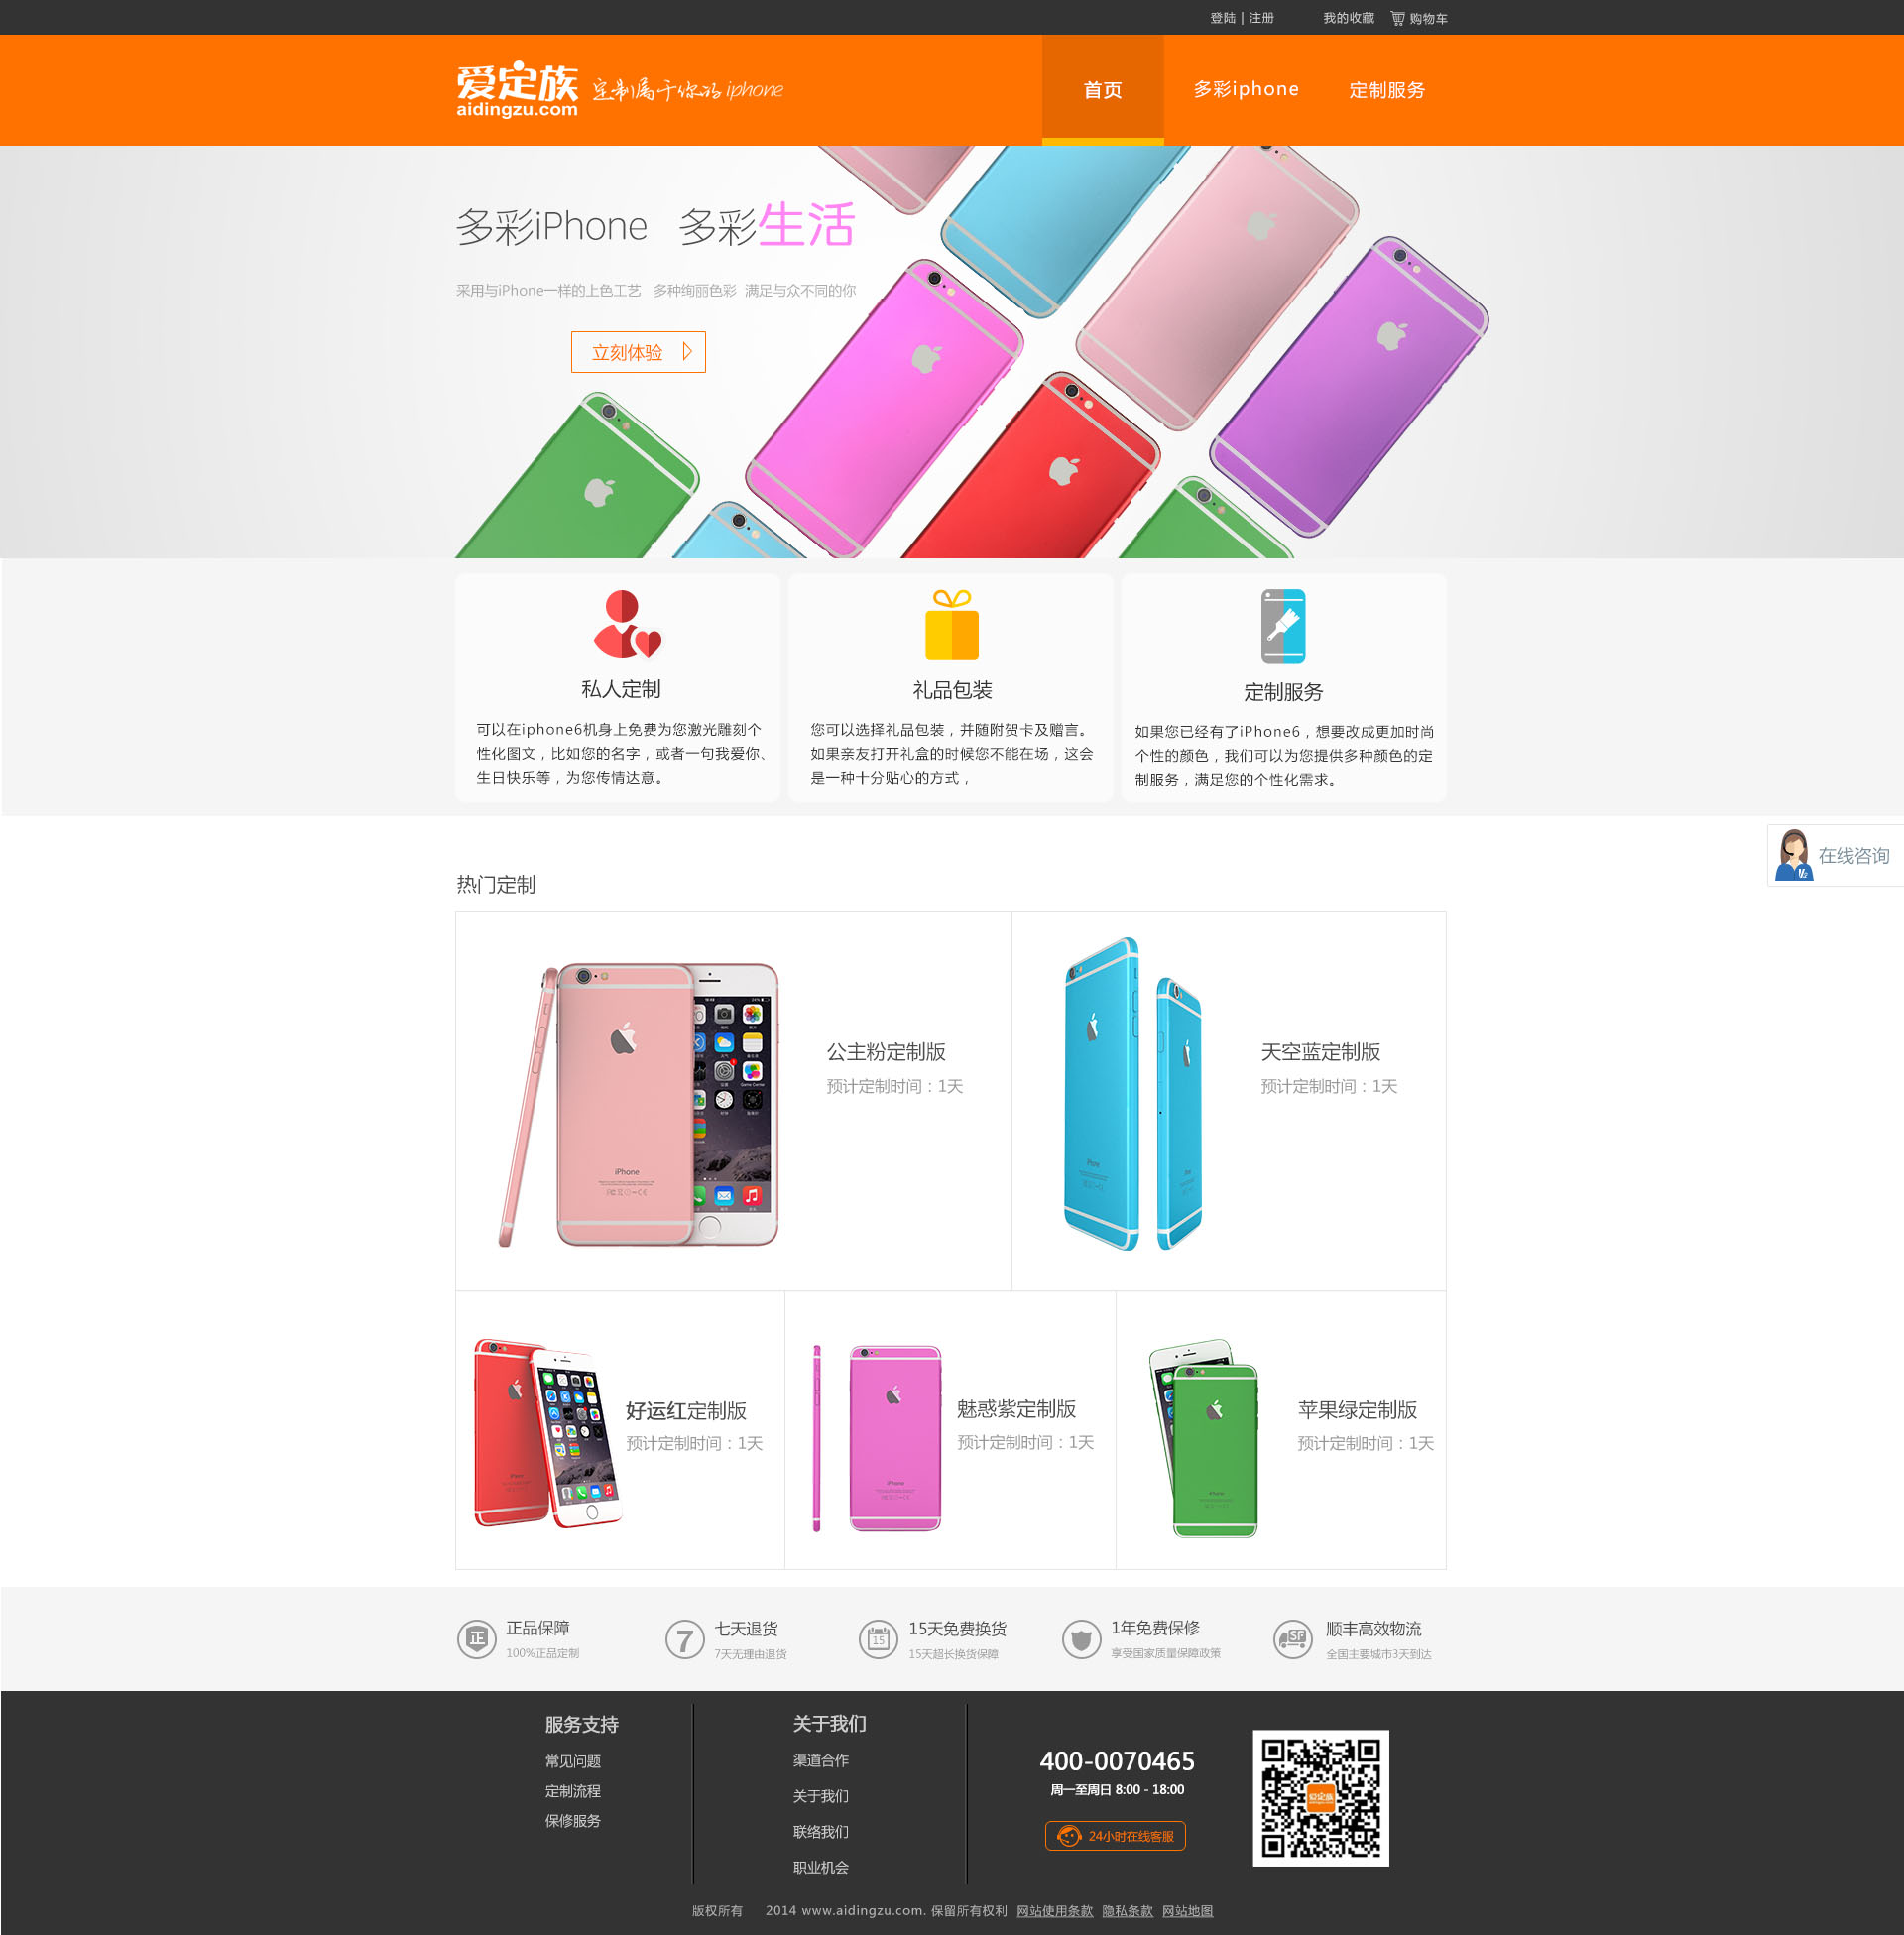 登陆 | 注册 我的收藏 购物车
爱定族
aidingzu.com
定制属于你的 iphone
首页 多彩iphone 定制服务
多彩iPhone 多彩生活
采用与iPhone一样的上色工艺 多种绚丽色彩 满足与众不同的你
立刻体验
私人定制
可以在iphone6机身上免费为您激光雕刻个
性化图文，比如您的名字，或者一句我爱你、
生日快乐等，为您传情达意。
礼品包装
您可以选择礼品包装，并随附贺卡及赠言。
如果亲友打开礼盒的时候您不能在场，这会
是一种十分贴心的方式，
定制服务
如果您已经有了iPhone6，想要改成更加时尚
个性的颜色，我们可以为您提供多种颜色的定
制服务，满足您的个性化需求。
在线咨询
热门定制
iPhone
公主粉定制版
预计定制时间：1天
天空蓝定制版
预计定制时间：1天
好运红定制版
预计定制时间：1天
iPhone
魅惑紫定制版
预计定制时间：1天
iPhone
苹果绿定制版
预计定制时间：1天
正
正品保障
100%正品定制
7
七天退货
7天无理由退货
15
15天免费换货
15天超长换货保障
1年免费保修
享受国家质量保障政策
SF
顺丰高效物流
全国主要城市3天到达
服务支持
常见问题
定制流程
保修服务
关于我们
渠道合作
关于我们
联络我们
职业机会
400-0070465
周一至周日 8:00 - 18:00
24小时在线客服
爱定族
aidingzu.com
版权所有 2014 www.aidingzu.com. 保留所有权利 网站使用条款 隐私条款 网站地图